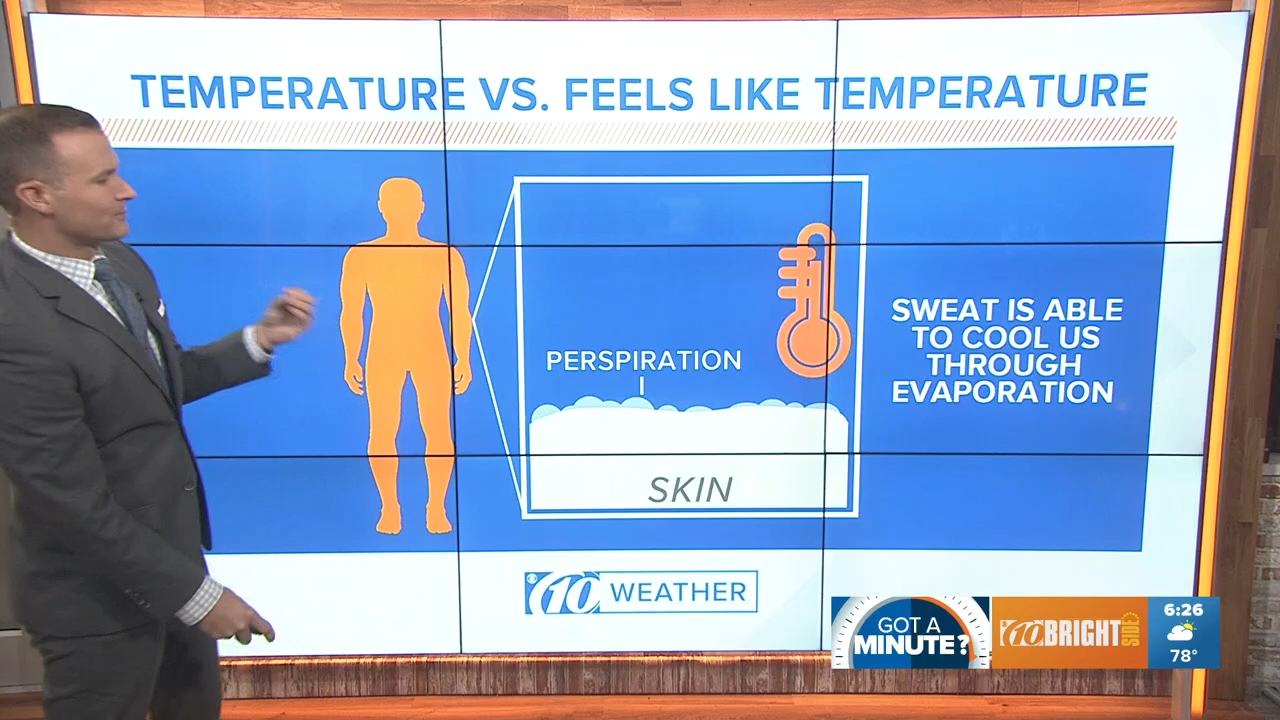 TEMPERATURE VS. FEELS LIKE TEMPERATURE
PERSPIRATION
SKIN
SWEAT IS ABLE
TO COOL US
THROUGH
EVAPORATION
10 WEATHER
GOT A
MINUTE?
10 BRIGHT SIDE
6:26
78°